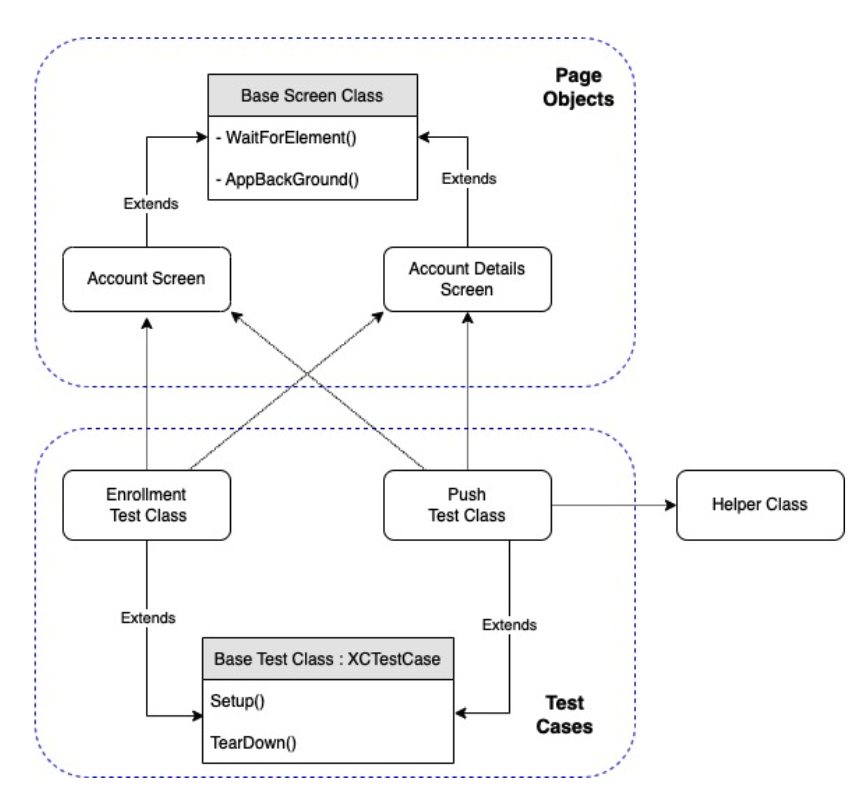 Page
Objects
Base Screen Class
- WaitForElement()
- AppBackGround()
Extends
Extends
Account Screen
Account Details
Screen
Enrollment
Test Class
Push
Test Class
Helper Class
Extends
Extends
Base Test Class : XCTestCase
Setup()
TearDown()
Test
Cases